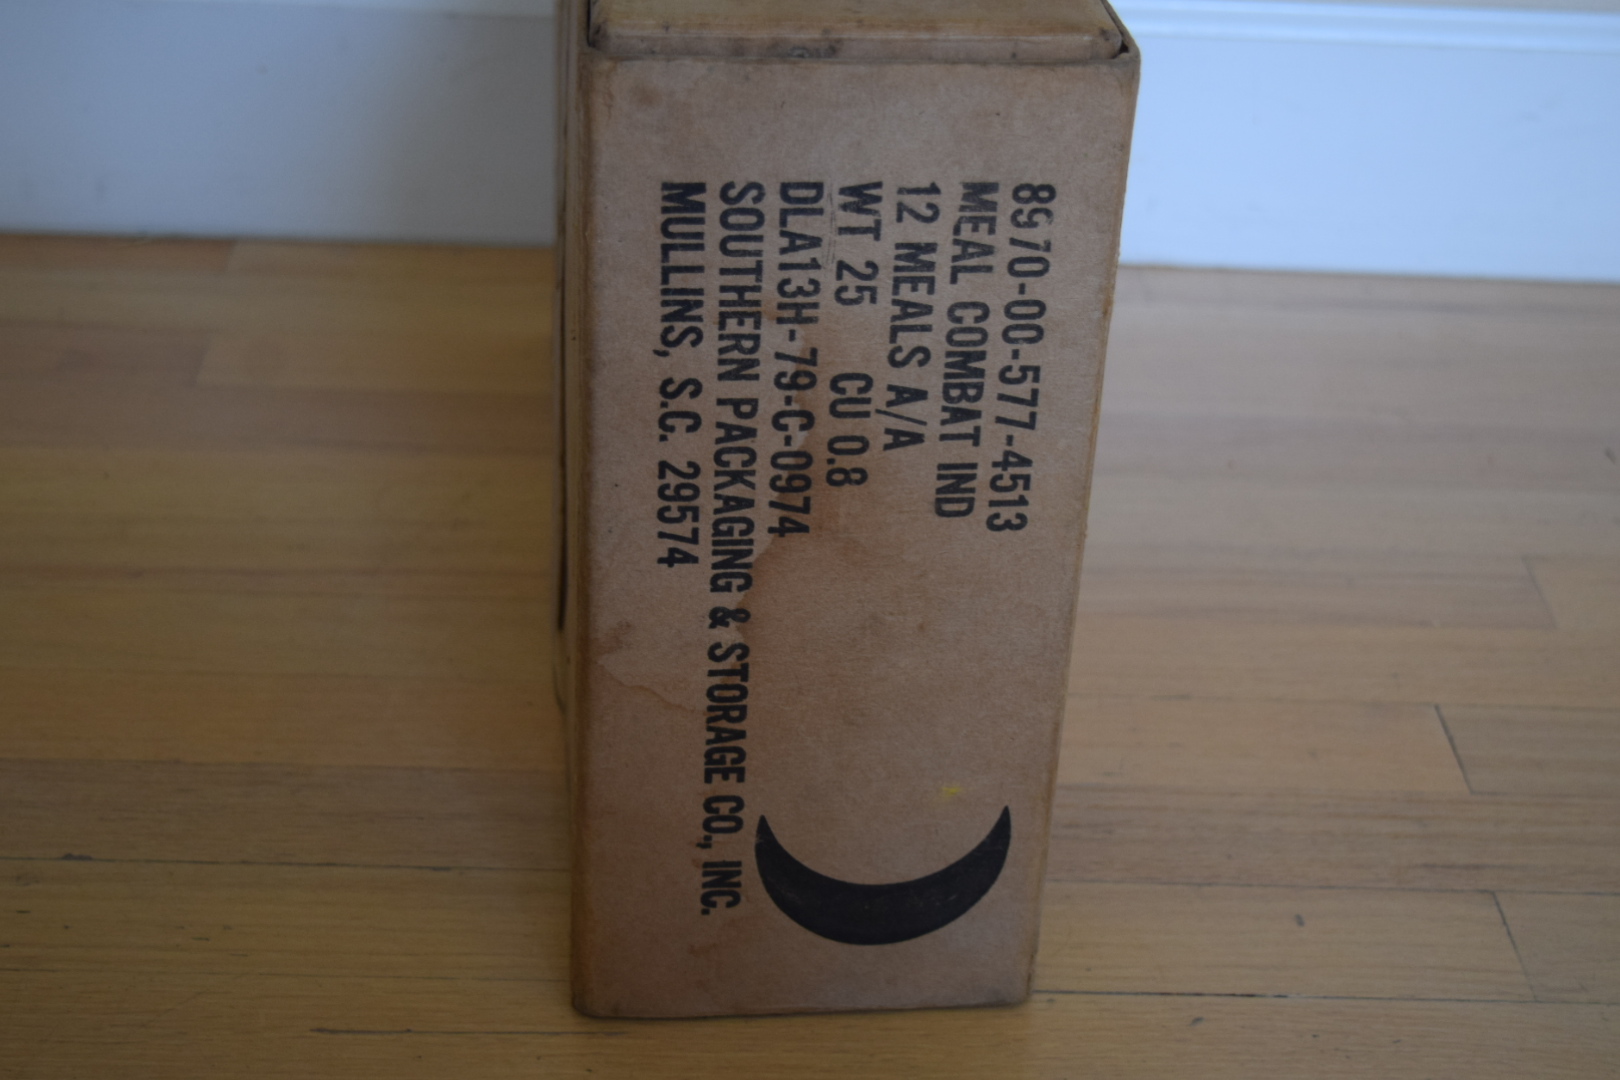 8970-00-577-4513
MEAL COMBAT IND
12 MEALS A/A
WT 25 CU 0.8
DLA13H-79-C-0974
SOUTHERN PACKAGING & STORAGE CO., INC.
MULLINS, S.C. 29574